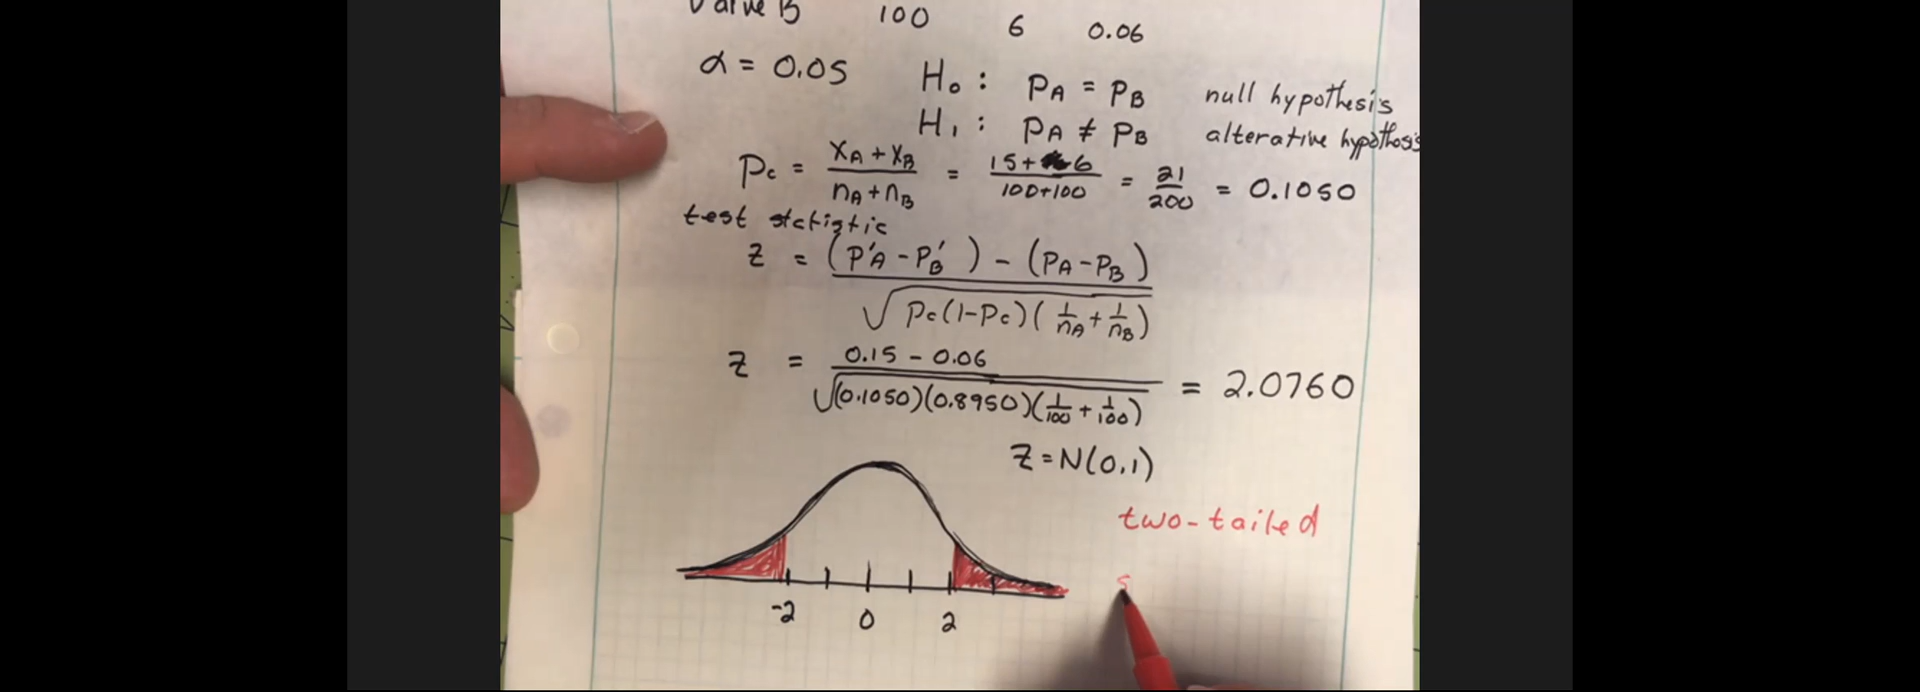 Valve B 100 6 0.06
α = 0.05 H₀ : pA = pB null hypothesis
H₁ : pA ≠ pB alterative hypothosis
pc = (xA + xB)/(nA + nB) = (15 + 6)/(100+100) = 21/200 = 0.1050
test statistic
z = ((p'A - p'B) - (pA - pB))/√(pc(1-pc)(1/nA + 1/nB))
z = (0.15 - 0.06)/√((0.1050)(0.8950)(1/100 + 1/100)) = 2.0760
z = N(0,1)
two-tailed
-2 0 2